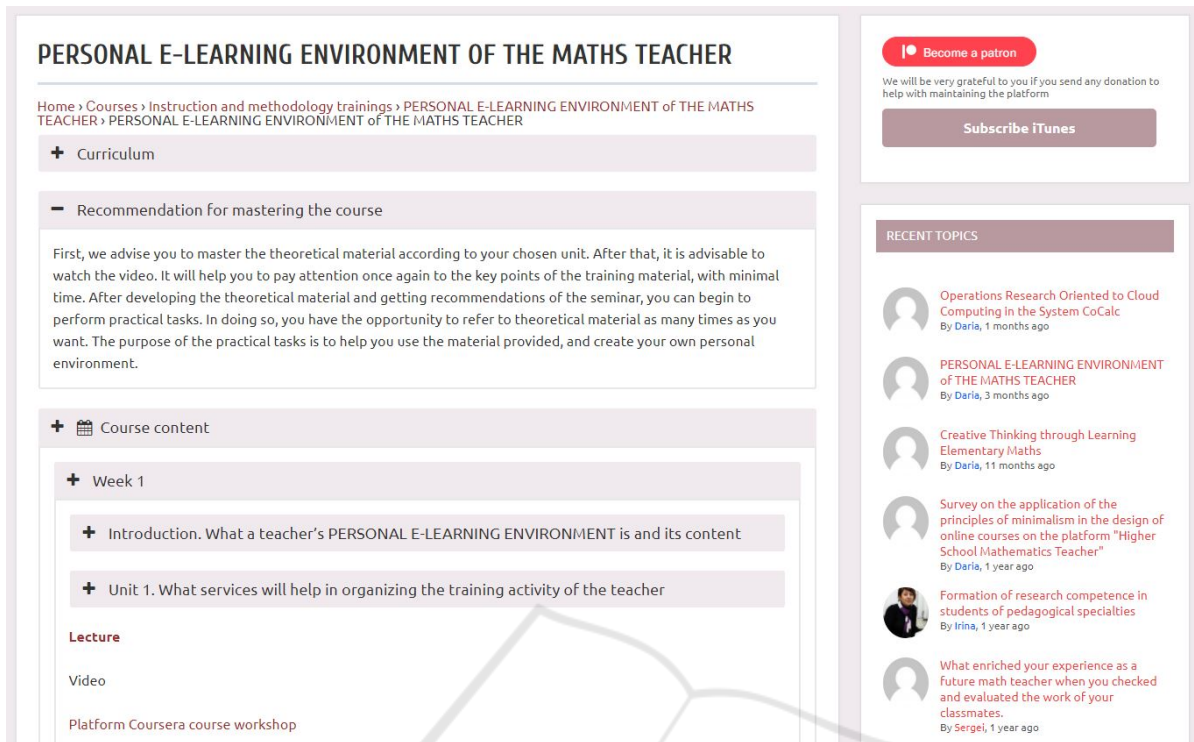 PERSONAL E-LEARNING ENVIRONMENT OF THE MATHS TEACHER
Home › Courses › Instruction and methodology trainings › PERSONAL E-LEARNING ENVIRONMENT of THE MATHS
TEACHER › PERSONAL E-LEARNING ENVIRONMENT of THE MATHS TEACHER
Curriculum
Recommendation for mastering the course
First, we advise you to master the theoretical material according to your chosen unit. After that, it is advisable to
watch the video. It will help you to pay attention once again to the key points of the training material, with minimal
time. After developing the theoretical material and getting recommendations of the seminar, you can begin to
perform practical tasks. In doing so, you have the opportunity to refer to theoretical material as many times as you
want. The purpose of the practical tasks is to help you use the material provided, and create your own personal
environment.
Course content
Week 1
Introduction. What a teacher's PERSONAL E-LEARNING ENVIRONMENT is and its content
Unit 1. What services will help in organizing the training activity of the teacher
Lecture
Video
Platform Coursera course workshop
Become a patron
We will be very grateful to you if you send any donation to
help with maintaining the platform
Subscribe iTunes
RECENT TOPICS
Operations Research Oriented to Cloud
Computing in the System CoCalc
By Daria, 1 months ago
PERSONAL E-LEARNING ENVIRONMENT
of THE MATHS TEACHER
By Daria, 3 months ago
Creative Thinking through Learning
Elementary Maths
By Daria, 11 months ago
Survey on the application of the
principles of minimalism in the design of
online courses on the platform "Higher
School Mathematics Teacher"
By Daria, 1 year ago
Formation of research competence in
students of pedagogical specialties
By Irina, 1 year ago
What enriched your experience as a
future math teacher when you checked
and evaluated the work of your
classmates.
By Sergei, 1 year ago